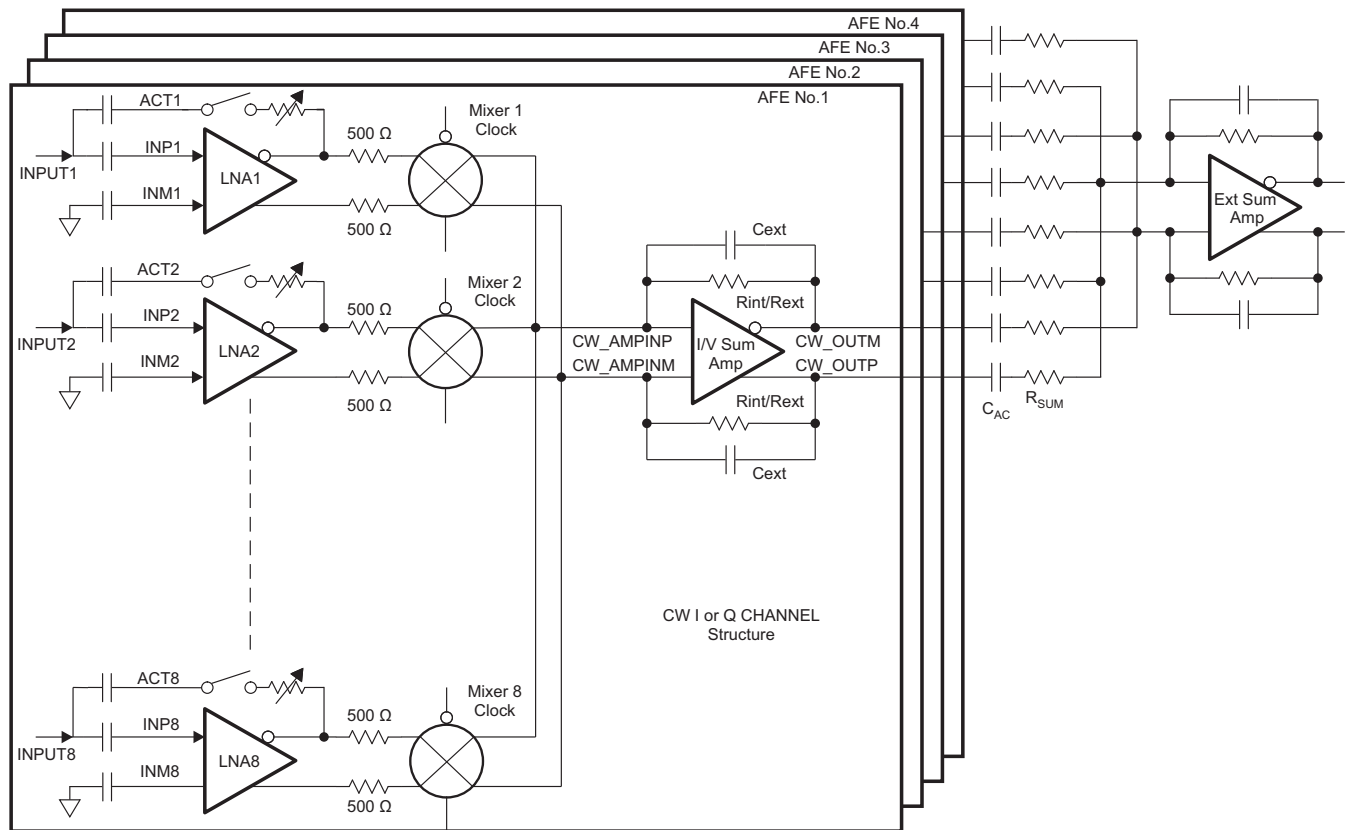 AFE No.4
AFE No.3
AFE No.2
AFE No.1
ACT1
INP1
INPUT1
INM1
LNA1
500 Ω
500 Ω
Mixer 1
Clock
ACT2
INP2
INPUT2
INM2
LNA2
500 Ω
500 Ω
Mixer 2
Clock
Cext
Rint/Rext
CW_AMPINP
CW_AMPINM
I/V Sum
Amp
CW_OUTM
CW_OUTP
Rint/Rext
Cext
Ext Sum
Amp
CAC
RSUM
CW I or Q CHANNEL
Structure
ACT8
INP8
INPUT8
INM8
LNA8
500 Ω
500 Ω
Mixer 8
Clock